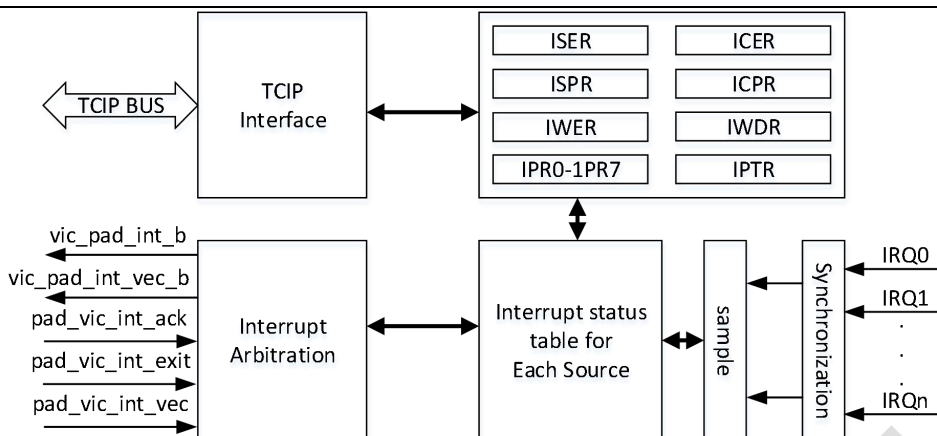 TCIP BUS
TCIP
Interface
ISER
ICER
ISPR
ICPR
IWER
IWDR
IPR0-1PR7
IPTR
vic_pad_int_b
vic_pad_int_vec_b
pad_vic_int_ack
pad_vic_int_exit
pad_vic_int_vec
Interrupt
Arbitration
Interrupt status
table for
Each Source
sample
Synchronization
IRQ0
IRQ1
.
.
.
IRQn